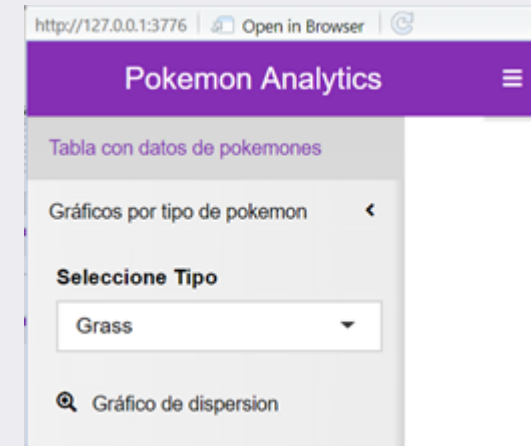 http://127.0.0.1:3776 Open in Browser
Pokemon Analytics
Tabla con datos de pokemones
Gráficos por tipo de pokemon
Seleccione Tipo
Grass
Gráfico de dispersion